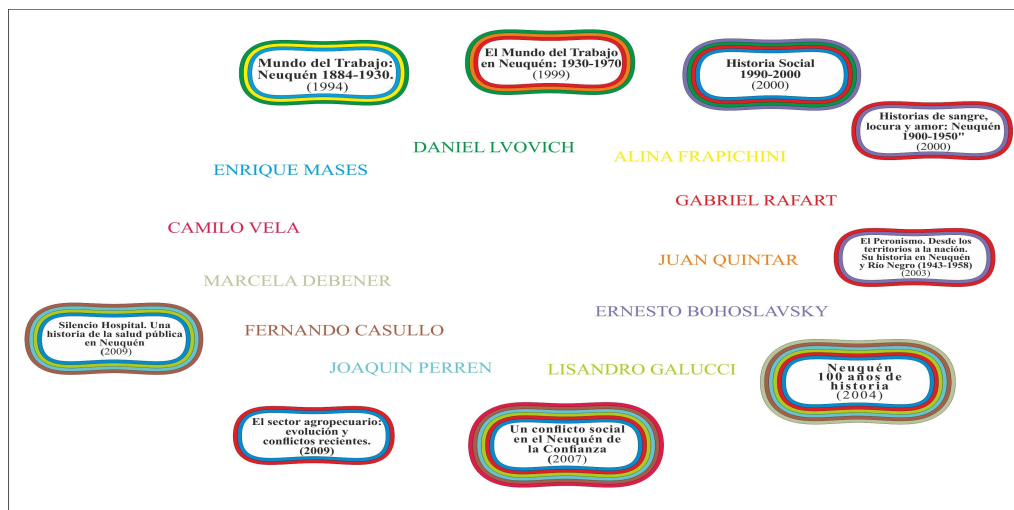 Mundo del Trabajo:
Neuquén 1884-1930.
(1994)
El Mundo del Trabajo
en Neuquén: 1930-1970
(1999)
Historia Social
1990-2000
(2000)
Historias de sangre,
locura y amor: Neuquén
1900-1950"
(2000)
DANIEL LVOVICH
ALINA FRAPICHINI
ENRIQUE MASES
GABRIEL RAFART
CAMILO VELA
JUAN QUINTAR
El Peronismo. Desde los
territorios a la nación.
Su historia en Neuquén
y Río Negro (1943-1958)
(2003)
MARCELA DEBENER
ERNESTO BOHOSLAVSKY
Silencio Hospital. Una
historia de la salud pública
en Neuquén
(2009)
FERNANDO CASULLO
JOAQUIN PERREN
LISANDRO GALUCCI
Neuquén
100 años de
historia
(2004)
El sector agropecuario:
evolución y
conflictos recientes.
(2009)
Un conflicto social
en el Neuquén de
la Confianza
(2007)